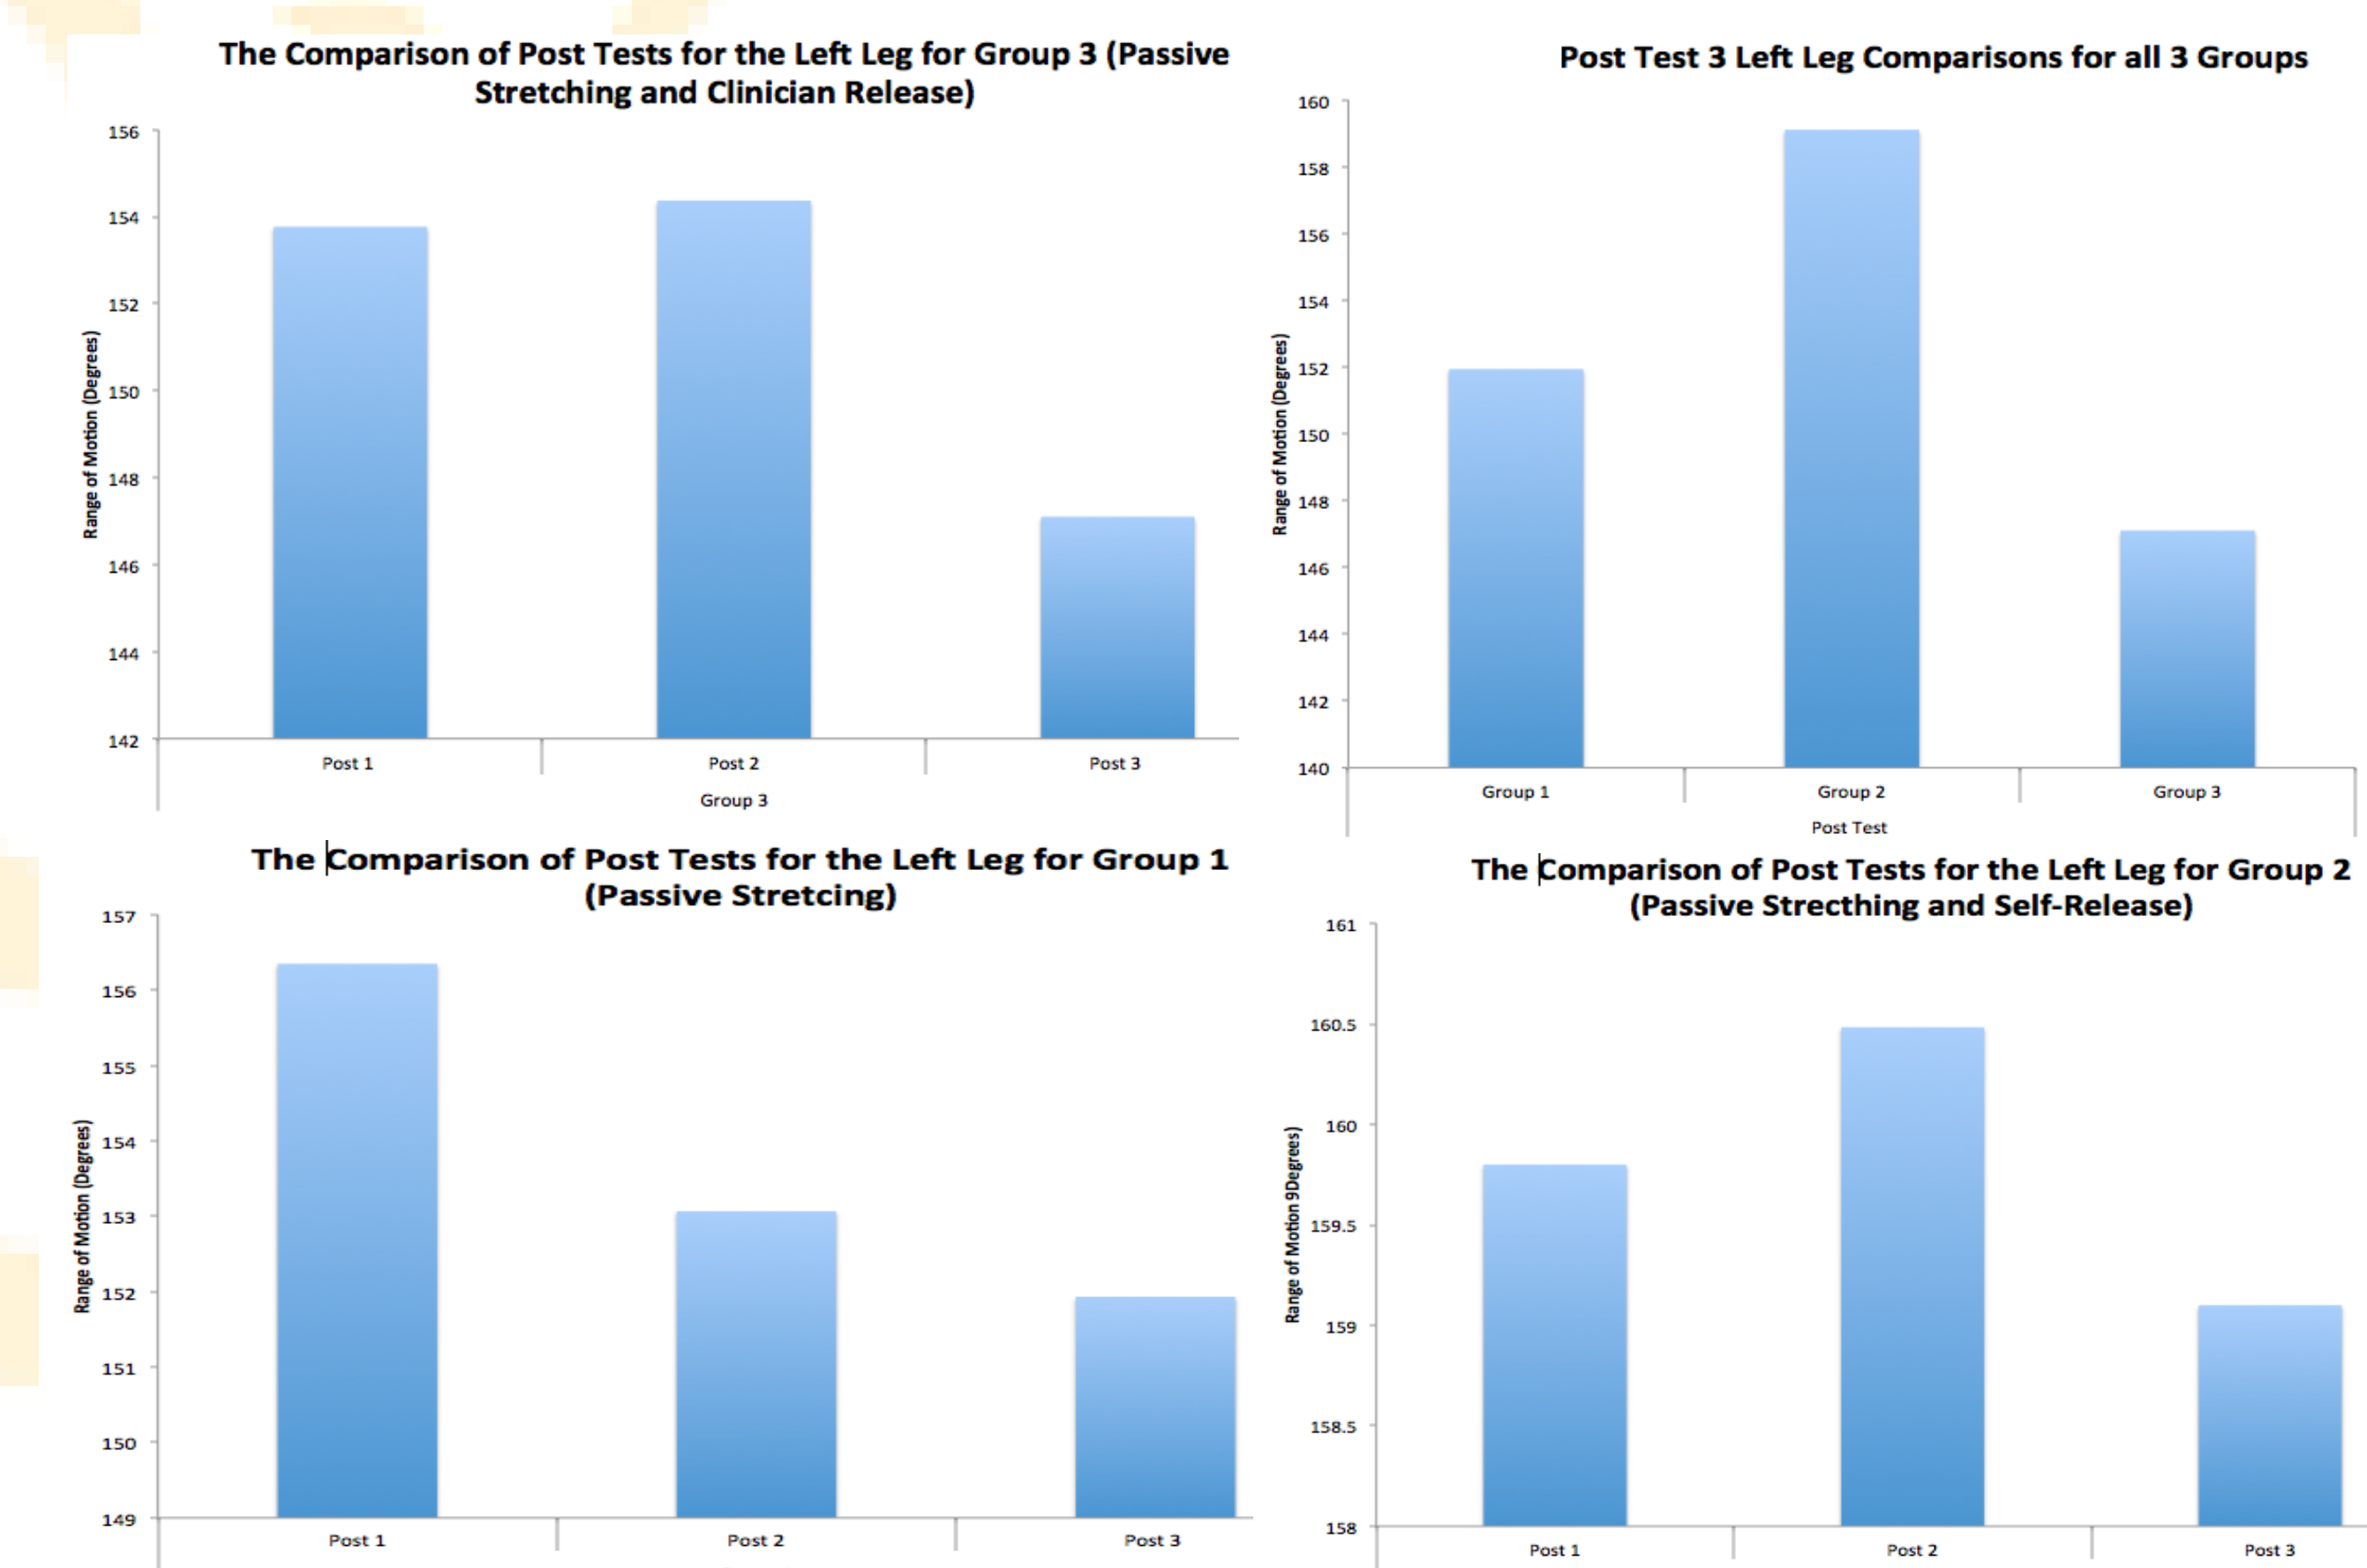 The Comparison of Post Tests for the Left Leg for Group 3 (Passive
Stretching and Clinician Release)
156
154
152
150
148
146
144
142
Range of Motion (Degrees)
Post 1
Post 2
Post 3
Group 3
Post Test 3 Left Leg Comparisons for all 3 Groups
160
158
156
154
152
150
148
146
144
142
140
Range of Motion (Degrees)
Group 1
Group 2
Group 3
Post Test
The Comparison of Post Tests for the Left Leg for Group 1
(Passive Stretcing)
157
156
155
154
153
152
151
150
149
Range of Motion (Degrees)
Post 1
Post 2
Post 3
The Comparison of Post Tests for the Left Leg for Group 2
(Passive Strecthing and Self-Release)
161
160.5
160
159.5
159
158.5
158
Range of Motion 9Degrees)
Post 1
Post 2
Post 3